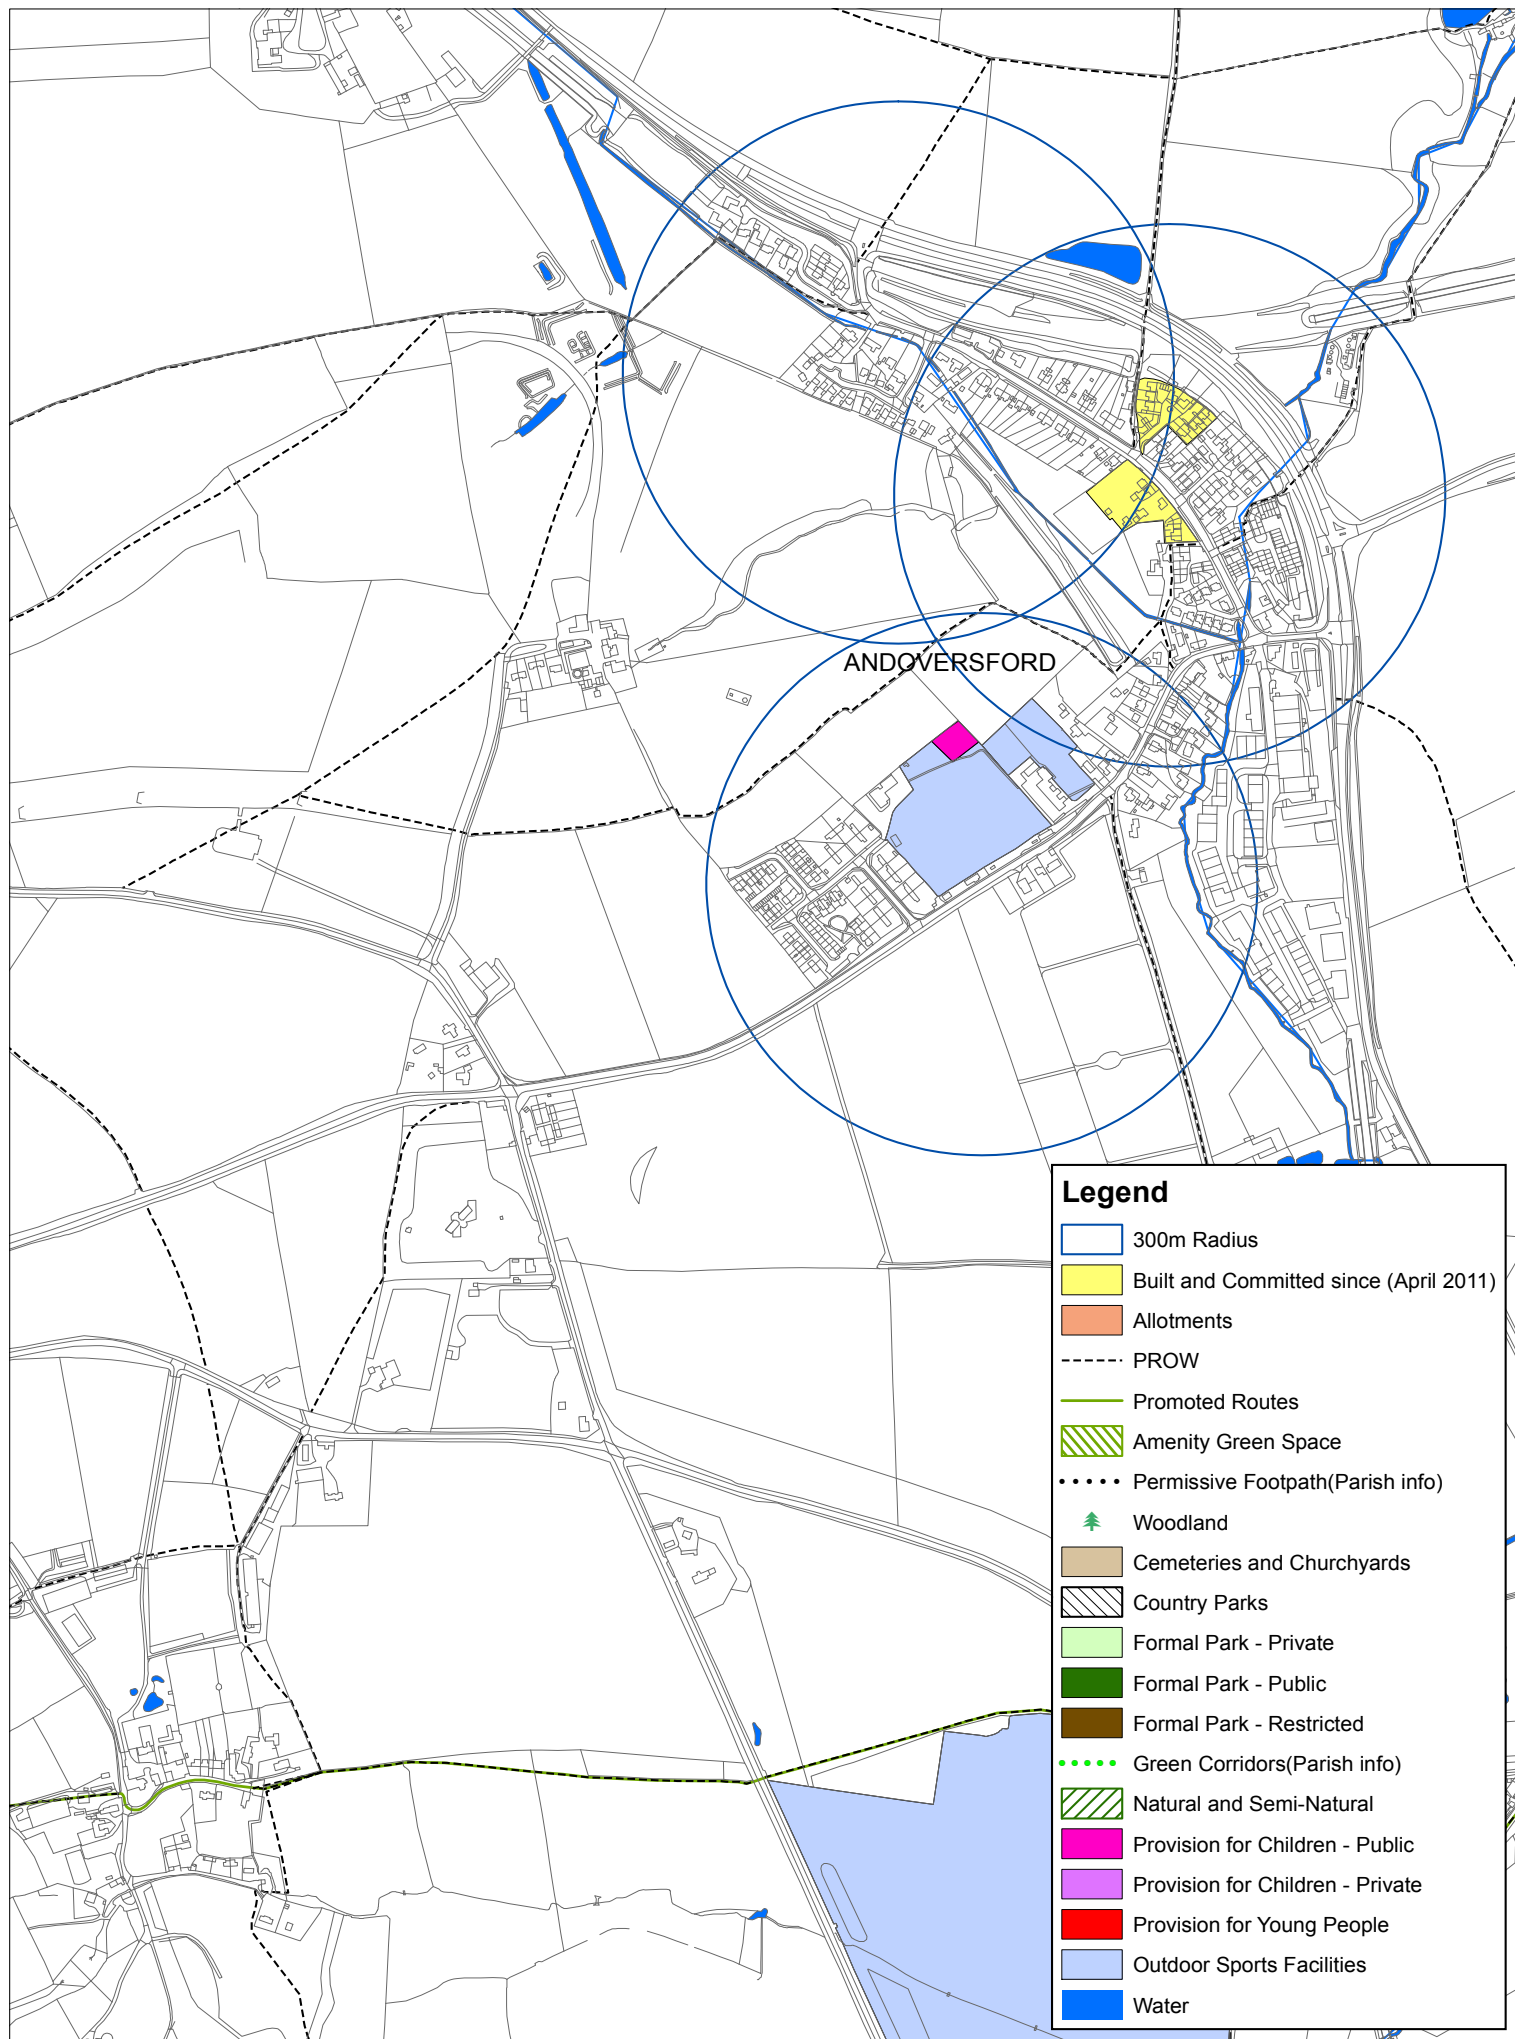 ANDOVERSFORD
Legend
300m Radius
Built and Committed since (April 2011)
Allotments
PROW
Promoted Routes
Amenity Green Space
Permissive Footpath(Parish info)
Woodland
Cemeteries and Churchyards
Country Parks
Formal Park - Private
Formal Park - Public
Formal Park - Restricted
Green Corridors(Parish info)
Natural and Semi-Natural
Provision for Children - Public
Provision for Children - Private
Provision for Young People
Outdoor Sports Facilities
Water